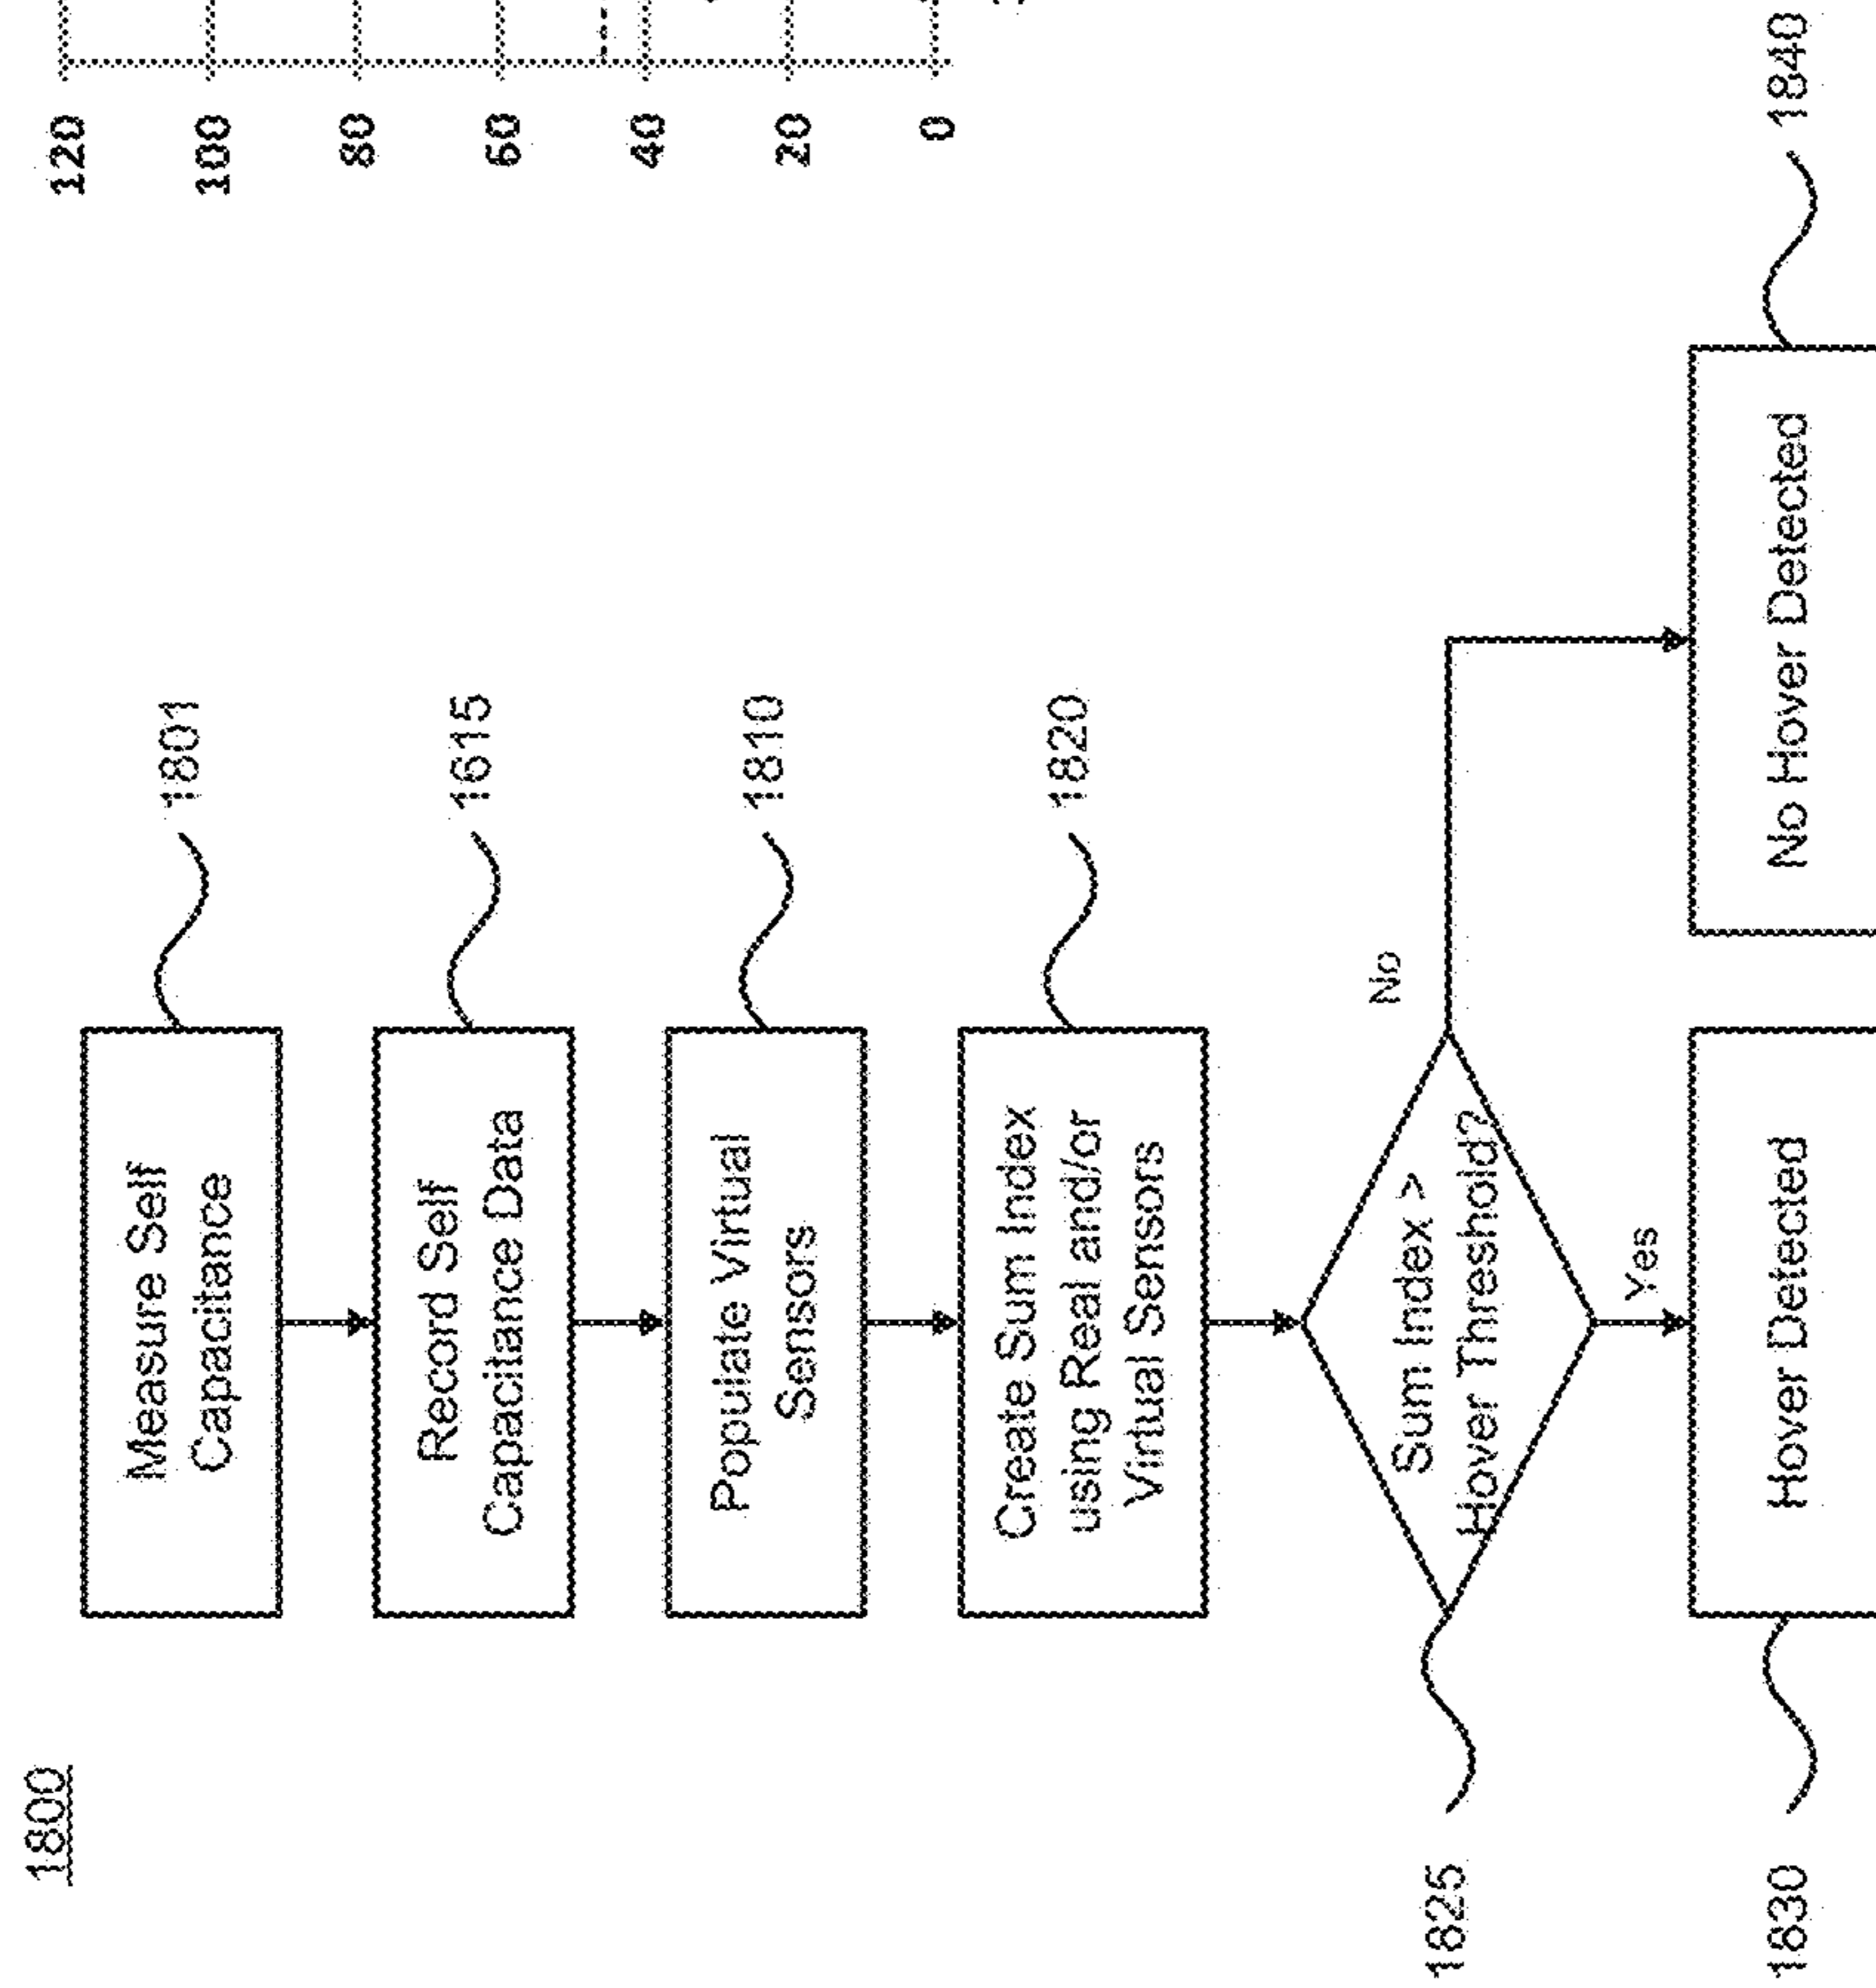 1800
Measure Self
Capacitance
1801
Record Self
Capacitance Data
1615
Populate Virtual
Sensors
1810
Create Sum Index
using Real and/or
Virtual Sensors
1820
1825
Sum Index >
Hover Threshold?
No
Yes
1830
Hover Detected
No Hover Detected
1840
120
100
80
60
40
20
0